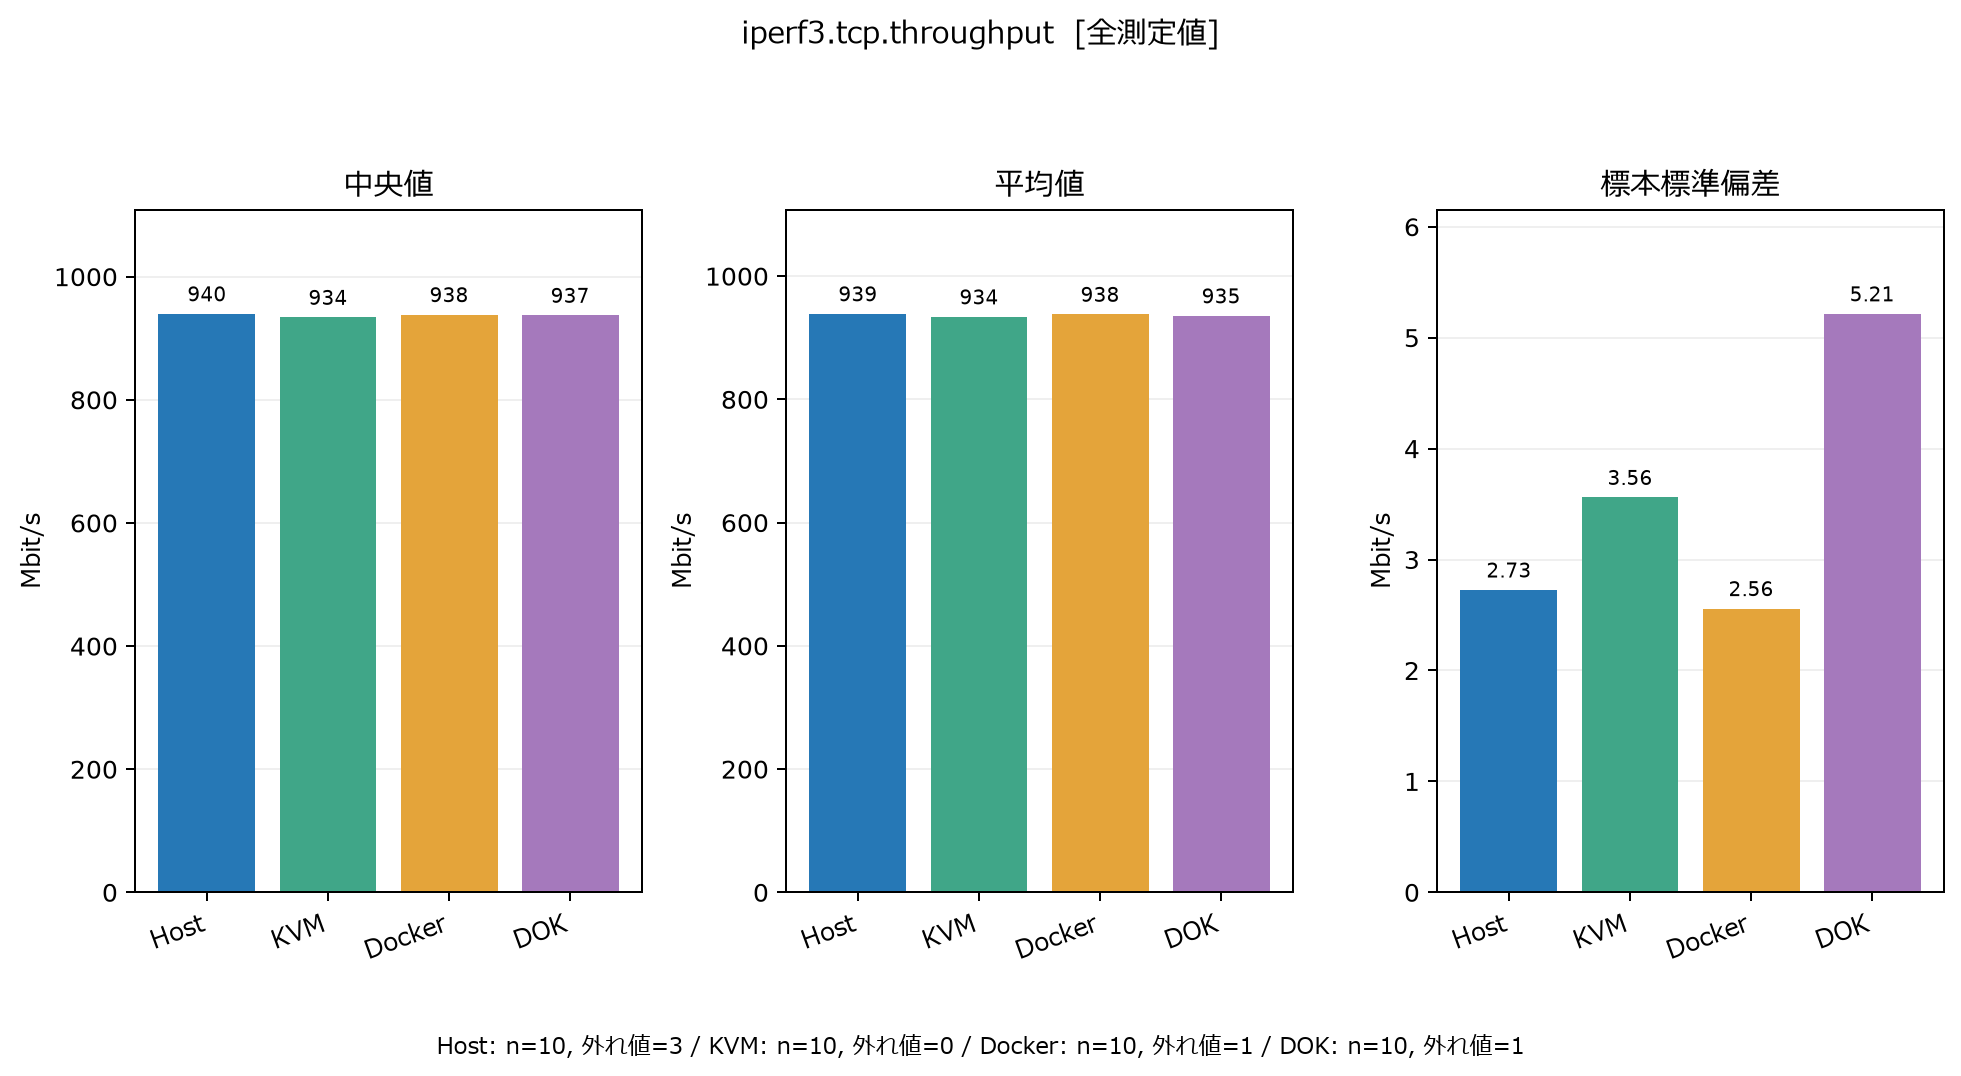 iperf3.tcp.throughput [全測定値]
中央値
Mbit/s
1000
800
600
400
200
0
940
934
938
937
Host
KVM
Docker
DOK
平均値
Mbit/s
1000
800
600
400
200
0
939
934
938
935
Host
KVM
Docker
DOK
標本標準偏差
Mbit/s
6
5
4
3
2
1
0
2.73
3.56
2.56
5.21
Host
KVM
Docker
DOK
Host: n=10, 外れ値=3 / KVM: n=10, 外れ値=0 / Docker: n=10, 外れ値=1 / DOK: n=10, 外れ値=1